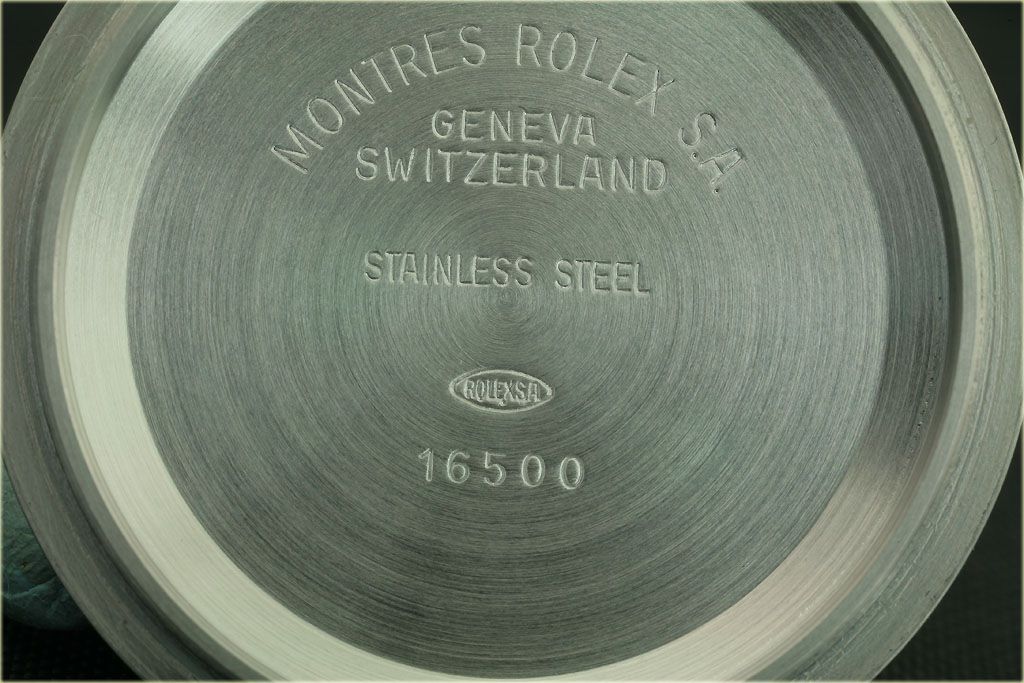 MONTRES ROLEX S.A.
GENEVA
SWITZERLAND
STAINLESS STEEL
ROLEXSA
16500